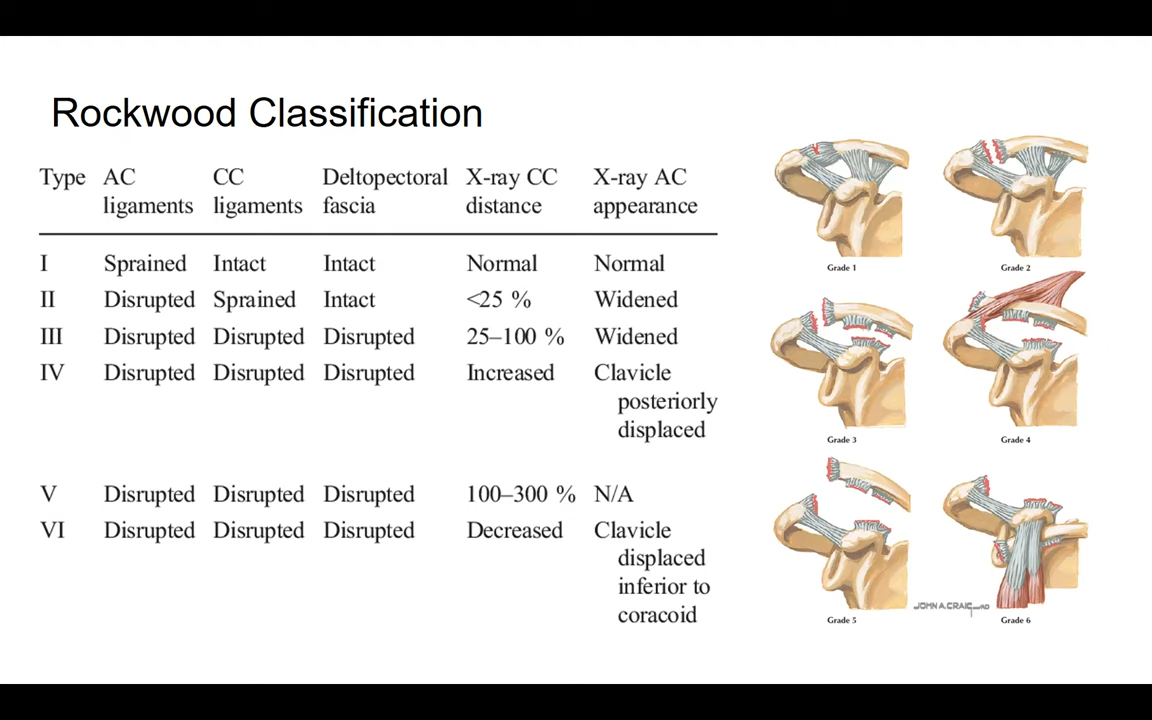 Rockwood Classification
Type AC ligaments CC ligaments Deltopectoral fascia X-ray CC distance X-ray AC appearance
I Sprained Intact Intact Normal Normal
II Disrupted Sprained Intact <25 % Widened
III Disrupted Disrupted Disrupted 25–100 % Widened
IV Disrupted Disrupted Disrupted Increased Clavicle
posteriorly
displaced
V Disrupted Disrupted Disrupted 100–300 % N/A
VI Disrupted Disrupted Disrupted Decreased Clavicle
displaced
inferior to
coracoid
Grade 1 Grade 2
Grade 3 Grade 4
JOHN A. CRAIG MD
Grade 5 Grade 6